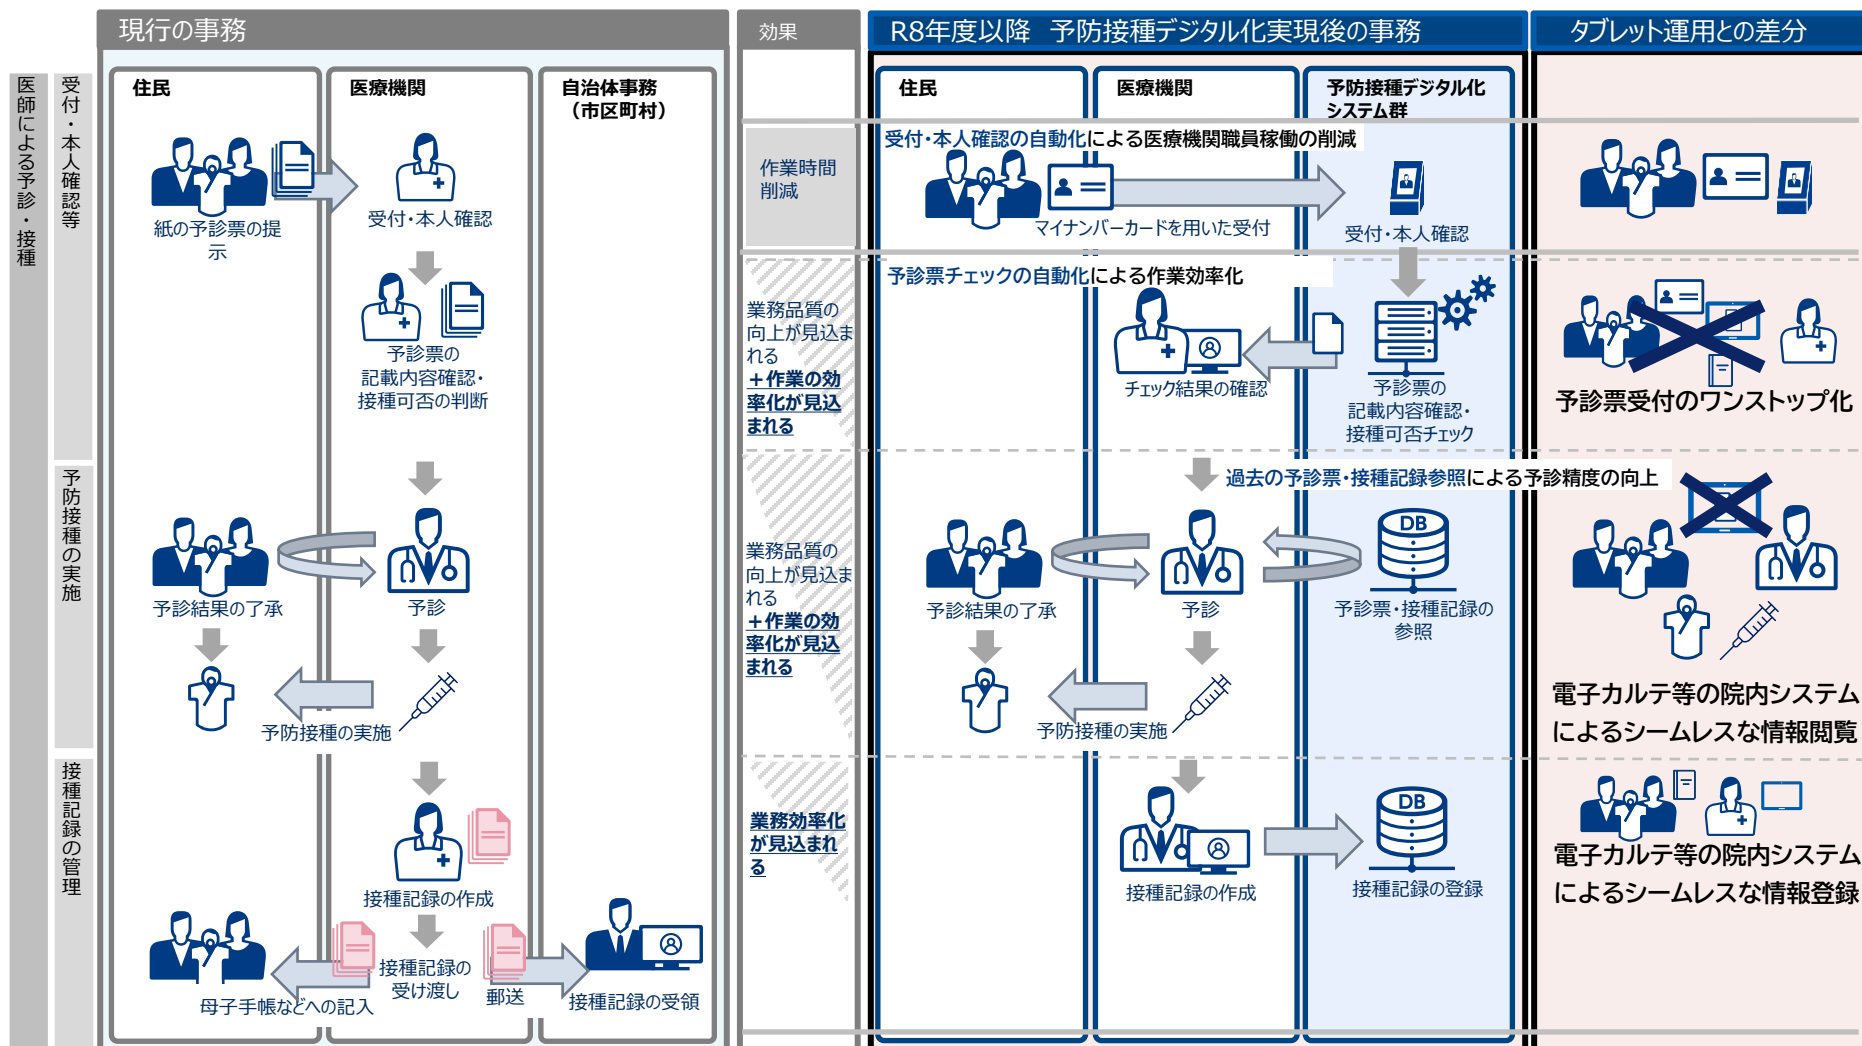 現行の事務
効果
R8年度以降 予防接種デジタル化実現後の事務
タブレット運用との差分
医師による予診・接種
受付・本人確認等
予防接種の実施
接種記録の管理
住民
医療機関
自治体事務
（市区町村）
紙の予診票の提
示
受付・本人確認
予診票の
記載内容確認・
接種可否の判断
予診結果の了承
予診
予防接種の実施
接種記録の作成
接種記録の
受け渡し
郵送
母子手帳などへの記入
接種記録の受領
作業時間
削減
業務品質の
向上が見込ま
れる
＋作業の効
率化が見込
まれる
業務品質の
向上が見込ま
れる
＋作業の効
率化が見込
まれる
業務効率化
が見込まれ
る
住民
医療機関
予防接種デジタル化
システム群
受付・本人確認の自動化による医療機関職員稼働の削減
マイナンバーカードを用いた受付
受付・本人確認
予診票チェックの自動化による作業効率化
チェック結果の確認
予診票の
記載内容確認・
接種可否チェック
過去の予診票・接種記録参照による予診精度の向上
DB
予診結果の了承
予診
予診票・接種記録の
参照
予防接種の実施
DB
接種記録の作成
接種記録の登録
予診票受付のワンストップ化
電子カルテ等の院内システム
によるシームレスな情報閲覧
電子カルテ等の院内システム
によるシームレスな情報登録